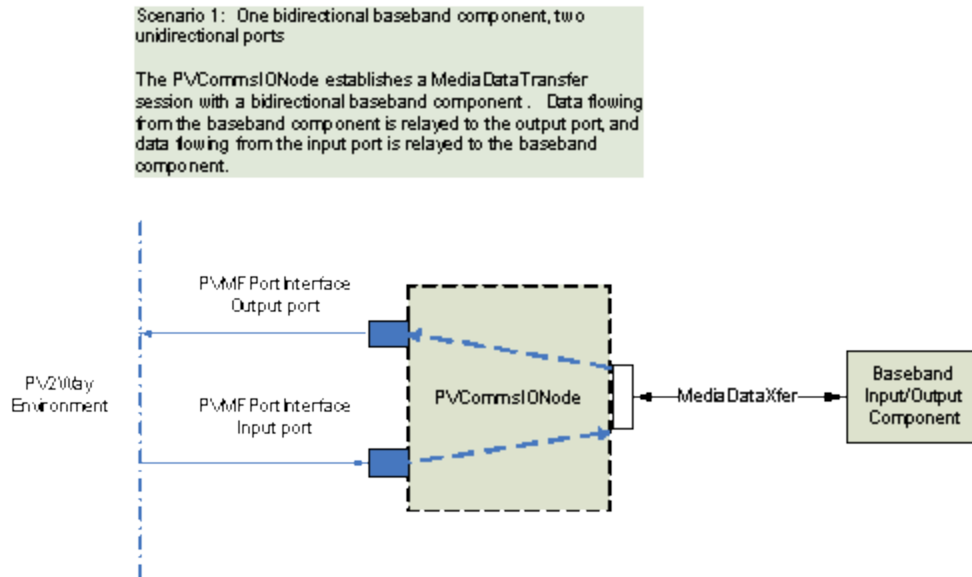 Scenario 1: One bidirectional baseband component, two
unidirectional ports
The PVCommsIONode establishes a MediaDataTransfer
session with a bidirectional baseband component. Data flowing
from the baseband component is relayed to the output port, and
data flowing from the input port is relayed to the baseband
component.
PVMF Port Interface
Output port
PV2Way
Environment
PVMF Port Interface
Input port
PVCommsIONode
MediaDataXfer
Baseband
Input/Output
Component